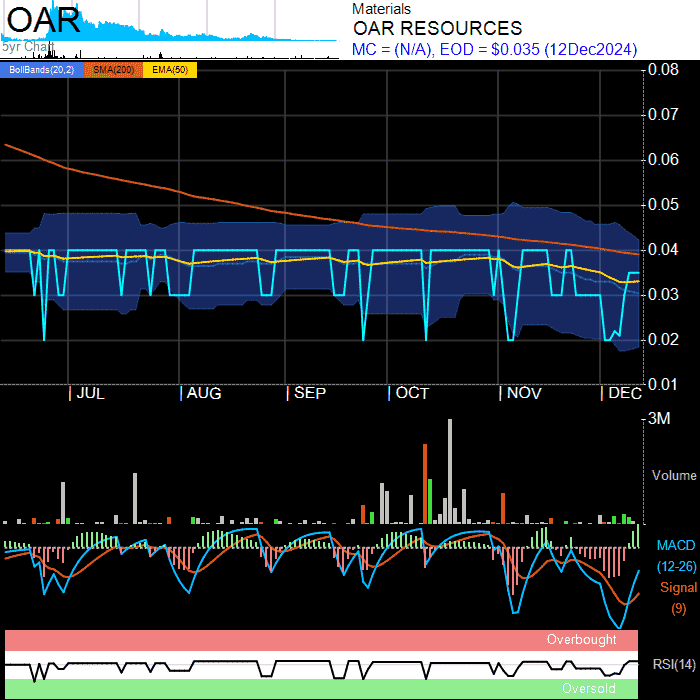 OAR
5yr Chart
Materials
OAR RESOURCES
MC = (N/A), EOD = $0.035 (12Dec2024)
BollBands(20,2) SMA(200) EMA(50)
0.08
0.07
0.06
0.05
0.04
0.03
0.02
0.01
JUL AUG SEP OCT NOV DEC
3M
Volume
MACD
(12-26)
Signal
(9)
Overbought
RSI(14)
Oversold